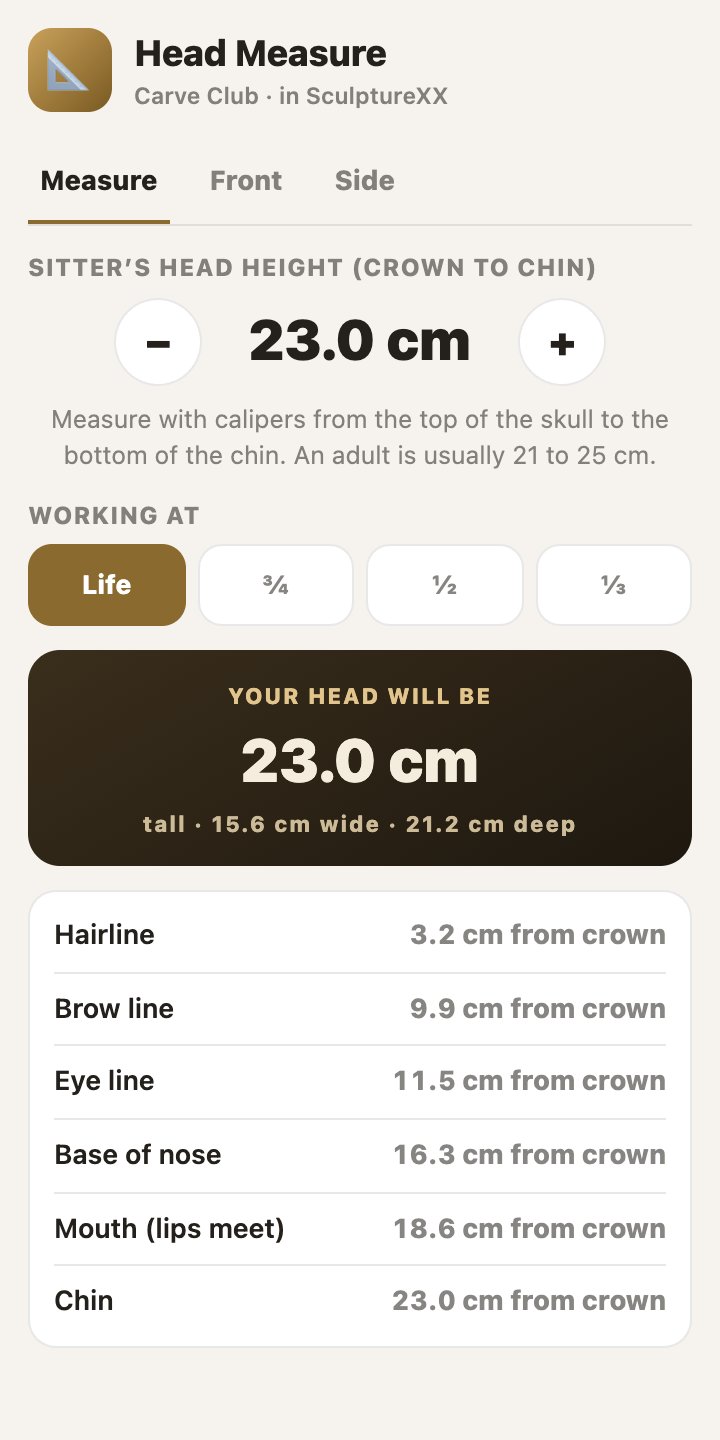 Head Measure
Carve Club · in SculptureXX
Measure Front Side
SITTER’S HEAD HEIGHT (CROWN TO CHIN)
– 23.0 cm +
Measure with calipers from the top of the skull to the
bottom of the chin. An adult is usually 21 to 25 cm.
WORKING AT
Life ¾ ½ ⅓
YOUR HEAD WILL BE
23.0 cm
tall · 15.6 cm wide · 21.2 cm deep
Hairline 3.2 cm from crown
Brow line 9.9 cm from crown
Eye line 11.5 cm from crown
Base of nose 16.3 cm from crown
Mouth (lips meet) 18.6 cm from crown
Chin 23.0 cm from crown